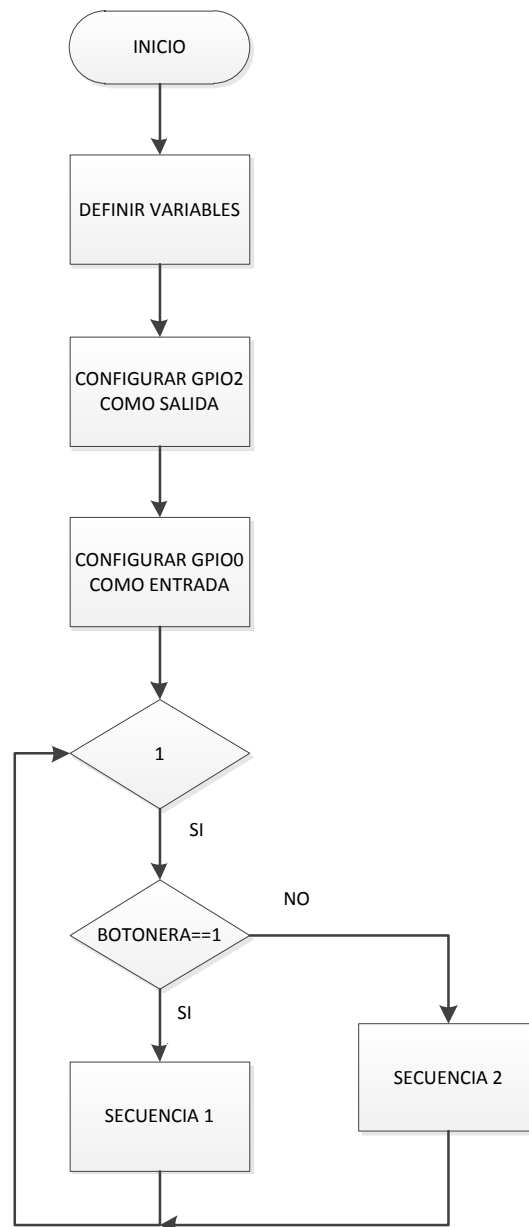 INICIO
DEFINIR VARIABLES
CONFIGURAR GPIO2
COMO SALIDA
CONFIGURAR GPIO0
COMO ENTRADA
1
SI
BOTONERA==1
NO
SI
SECUENCIA 1
SECUENCIA 2